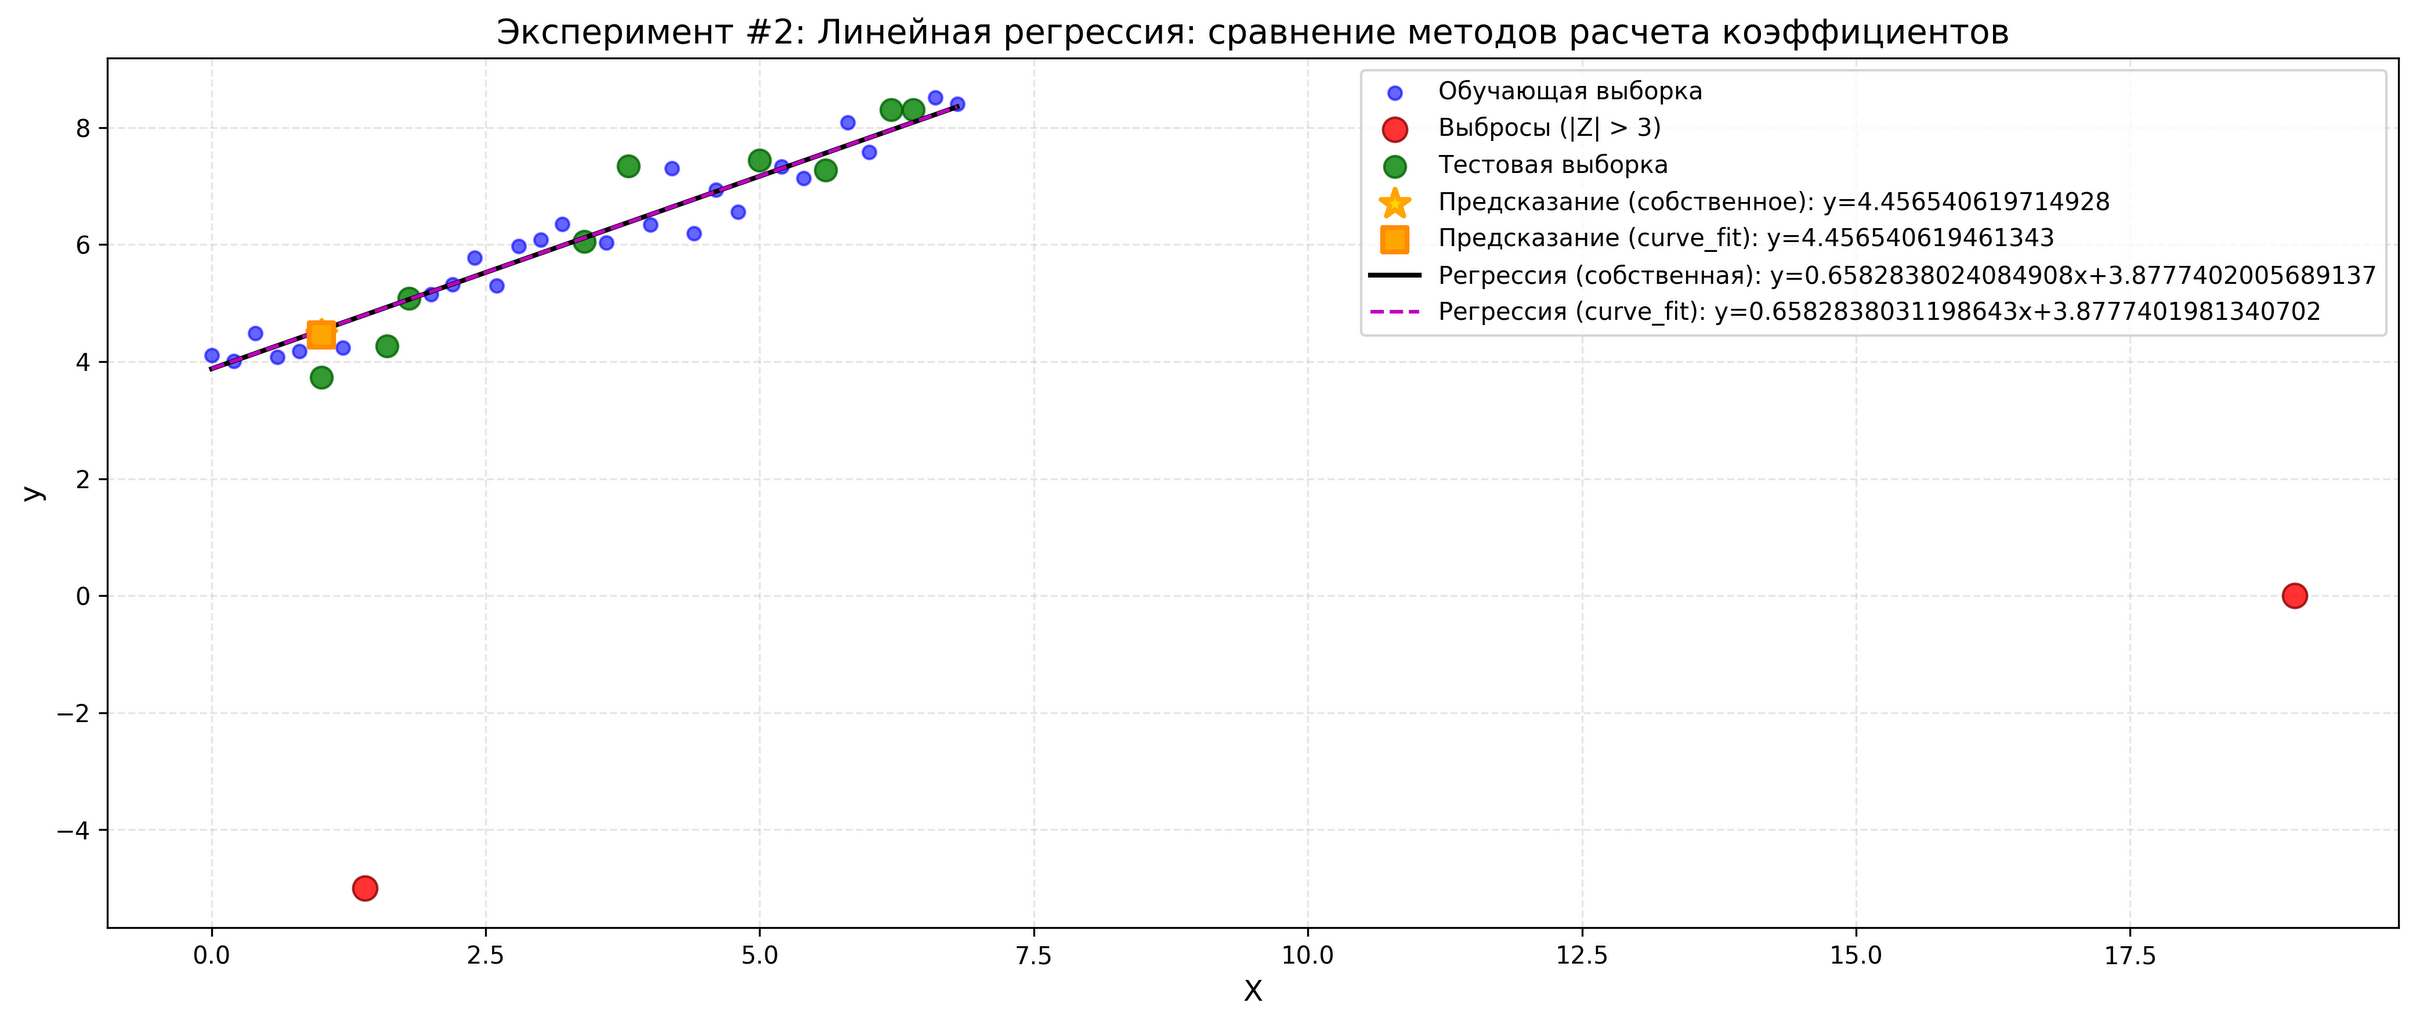 Эксперимент #2: Линейная регрессия: сравнение методов расчета коэффициентов
Обучающая выборка
Выбросы (|Z| > 3)
Тестовая выборка
Предсказание (собственное): y=4.456540619714928
Предсказание (curve_fit): y=4.456540619461343
Регрессия (собственная): y=0.6582838024084908x+3.8777402005689137
Регрессия (curve_fit): y=0.6582838031198643x+3.8777401981340702
8
6
4
2
0
−2
−4
y
0.0 2.5 5.0 7.5 10.0 12.5 15.0 17.5
X